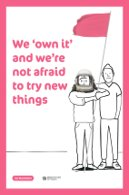 We 'own it'
and we're
not afraid
to try new
things